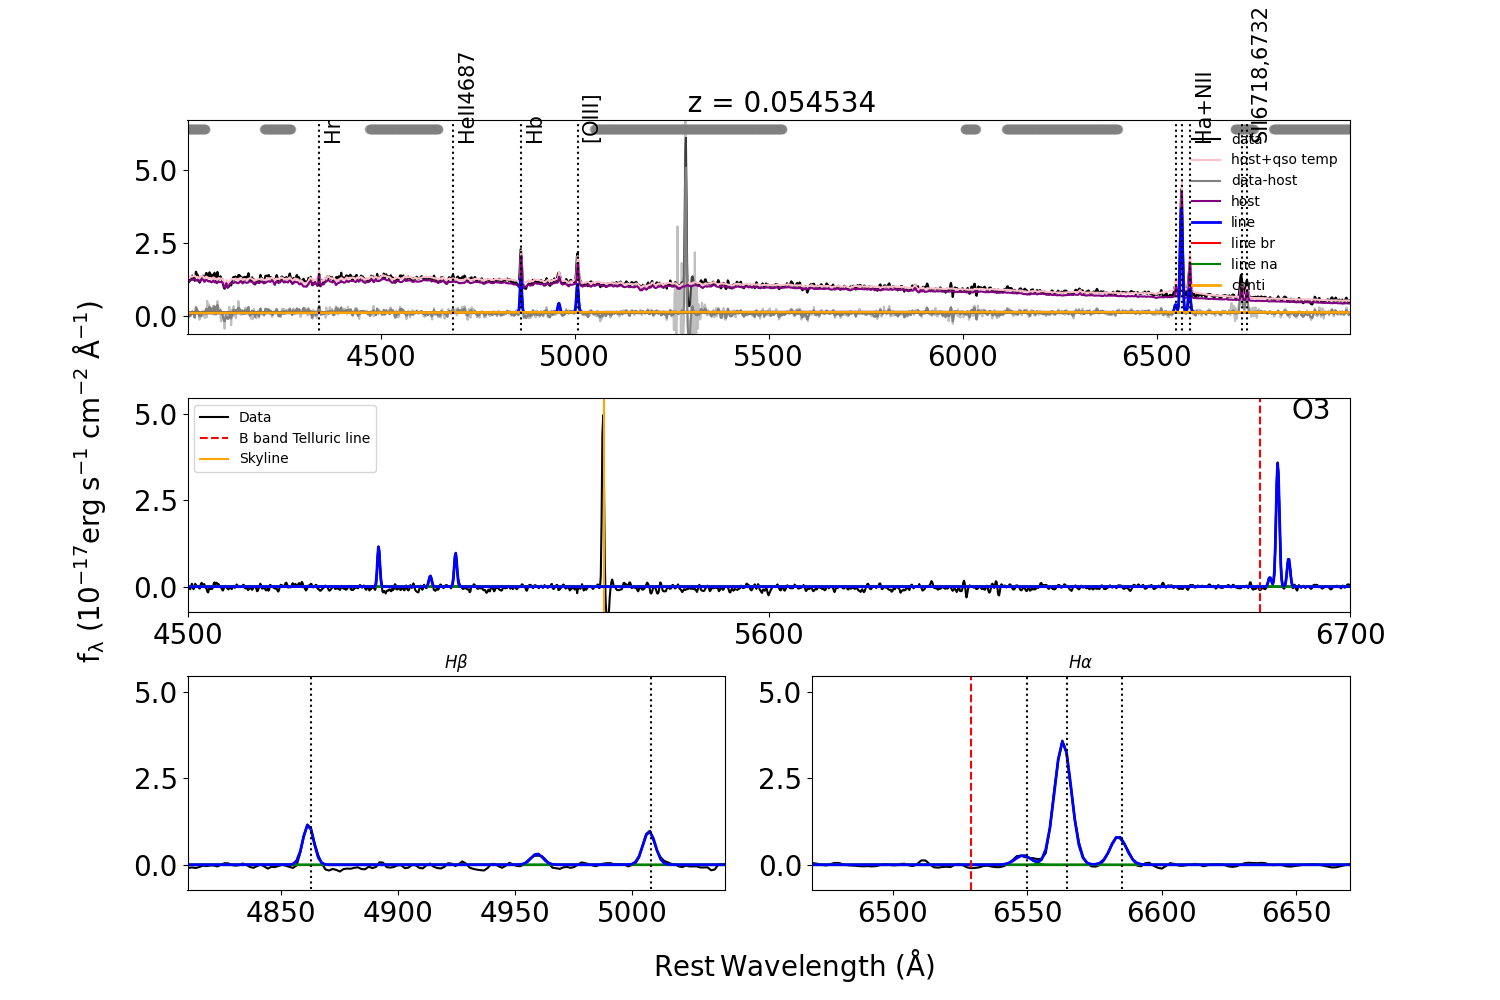 z = 0.054534
Hr
HeII4687
Hb
[OIII]
Ha+NII
SII6718,6732
data
host+qso temp
data-host
host
line
line br
line na
conti
5.0
2.5
0.0
4500 5000 5500 6000 6500
fλ (10⁻¹⁷erg s⁻¹ cm⁻² Å⁻¹)
Data
B band Telluric line
Skyline
O3
5.0
2.5
0.0
4500 5600 6700
Hβ
5.0
2.5
0.0
4850 4900 4950 5000
Hα
5.0
2.5
0.0
6500 6550 6600 6650
Rest Wavelength (Å)